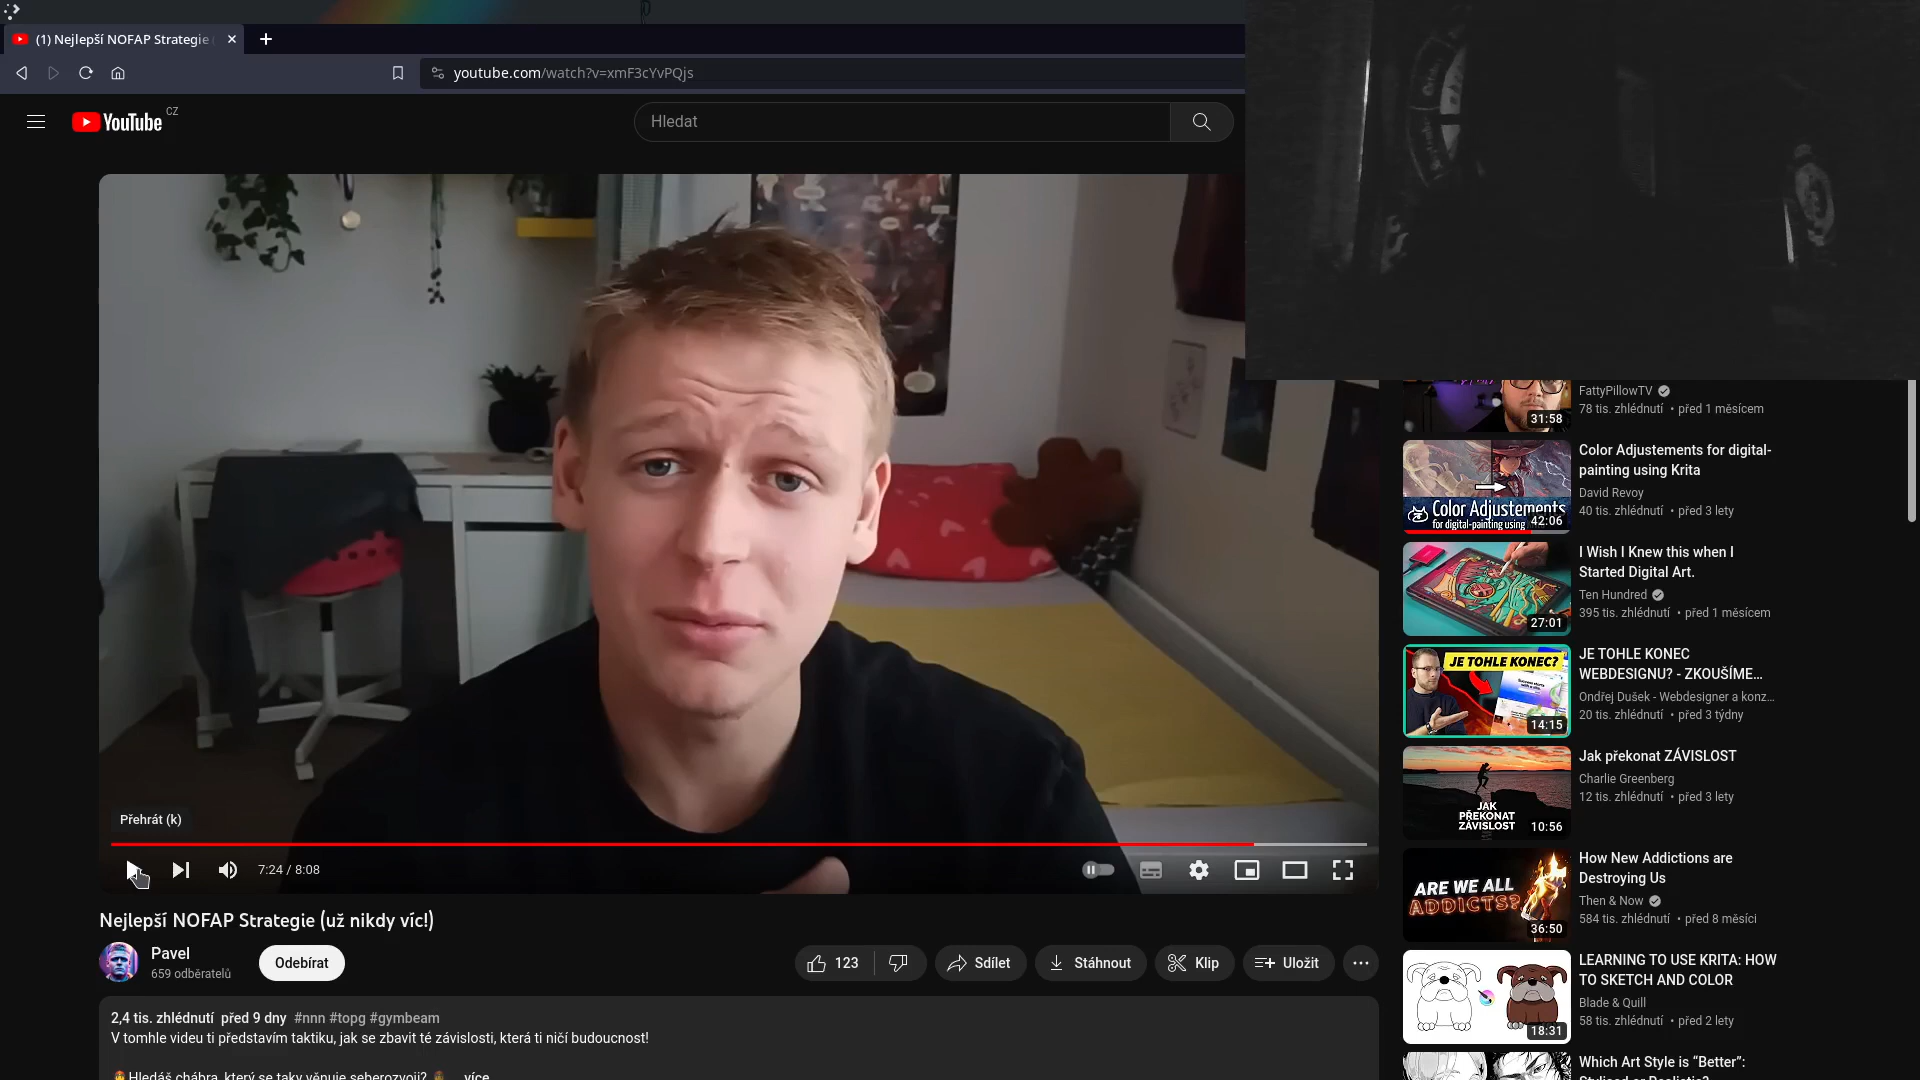 (1) Nejlepší NOFAP Strategie
youtube.com/watch?v=xmF3cYvPQjs
YouTube CZ
Hledat
Přehrát (k)
7:24 / 8:08
Nejlepší NOFAP Strategie (už nikdy víc!)
Pavel
659 odběratelů
Odebírat
123
Sdílet
Stáhnout
Klip
Uložit
2,4 tis. zhlédnutí před 9 dny #nnn #topg #gymbeam
V tomhle videu ti představím taktiku, jak se zbavit té závislosti, která ti ničí budoucnost!
Hledáš chábra, který se taky věnuje seberozvoji? ...více
31:58
FattyPillowTV
78 tis. zhlédnutí • před 1 měsícem
Color Adjustements
for digital-painting using
42:06
Color Adjustements for digital-
painting using Krita
David Revoy
40 tis. zhlédnutí • před 3 lety
27:01
I Wish I Knew this when I
Started Digital Art.
Ten Hundred
395 tis. zhlédnutí • před 1 měsícem
JE TOHLE KONEC?
14:15
JE TOHLE KONEC
WEBDESIGNU? - ZKOUŠÍME...
Ondřej Dušek - Webdesigner a konz...
20 tis. zhlédnutí • před 3 týdny
JAK
PŘEKONAT
ZÁVISLOST
10:56
Jak překonat ZÁVISLOST
Charlie Greenberg
12 tis. zhlédnutí • před 3 lety
ARE WE ALL
ADDICTS?
36:50
How New Addictions are
Destroying Us
Then & Now
584 tis. zhlédnutí • před 8 měsíci
18:31
LEARNING TO USE KRITA: HOW
TO SKETCH AND COLOR
Blade & Quill
58 tis. zhlédnutí • před 2 lety
Which Art Style is “Better”:
Stylised or Realistic?